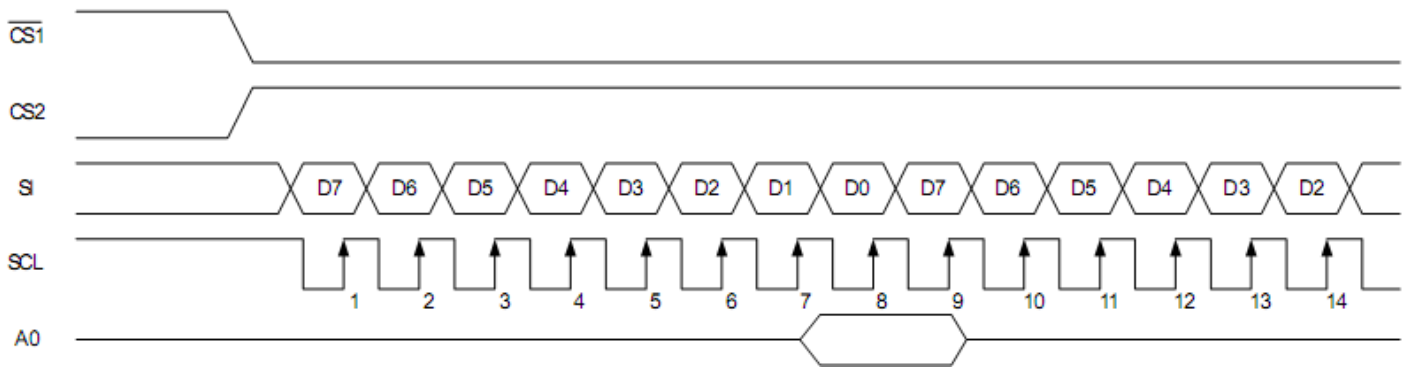 CS1
CS2
SI D7 D6 D5 D4 D3 D2 D1 D0 D7 D6 D5 D4 D3 D2
SCL
1 2 3 4 5 6 7 8 9 10 11 12 13 14
A0